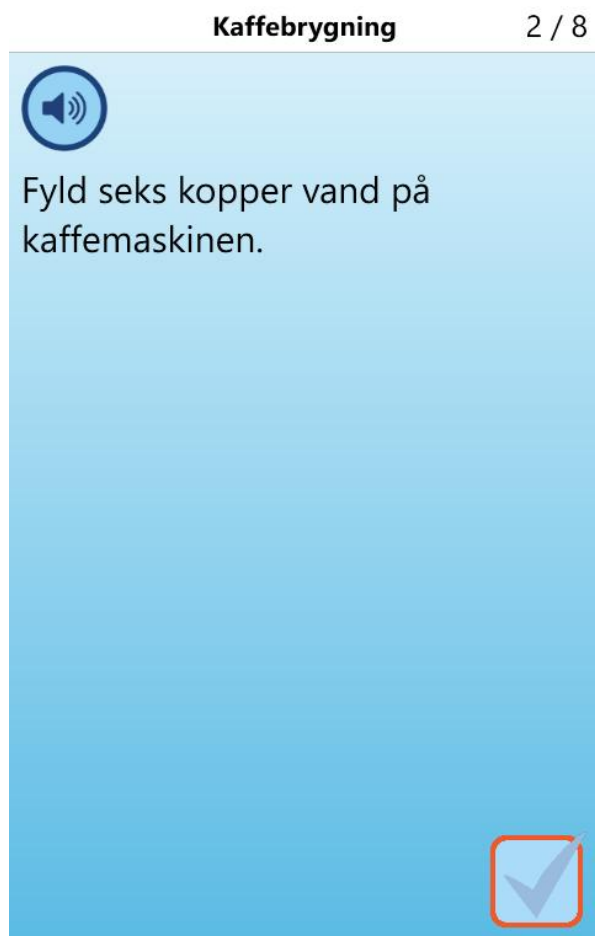 Kaffebrygning 2 / 8
Fyld seks kopper vand på
kaffemaskinen.